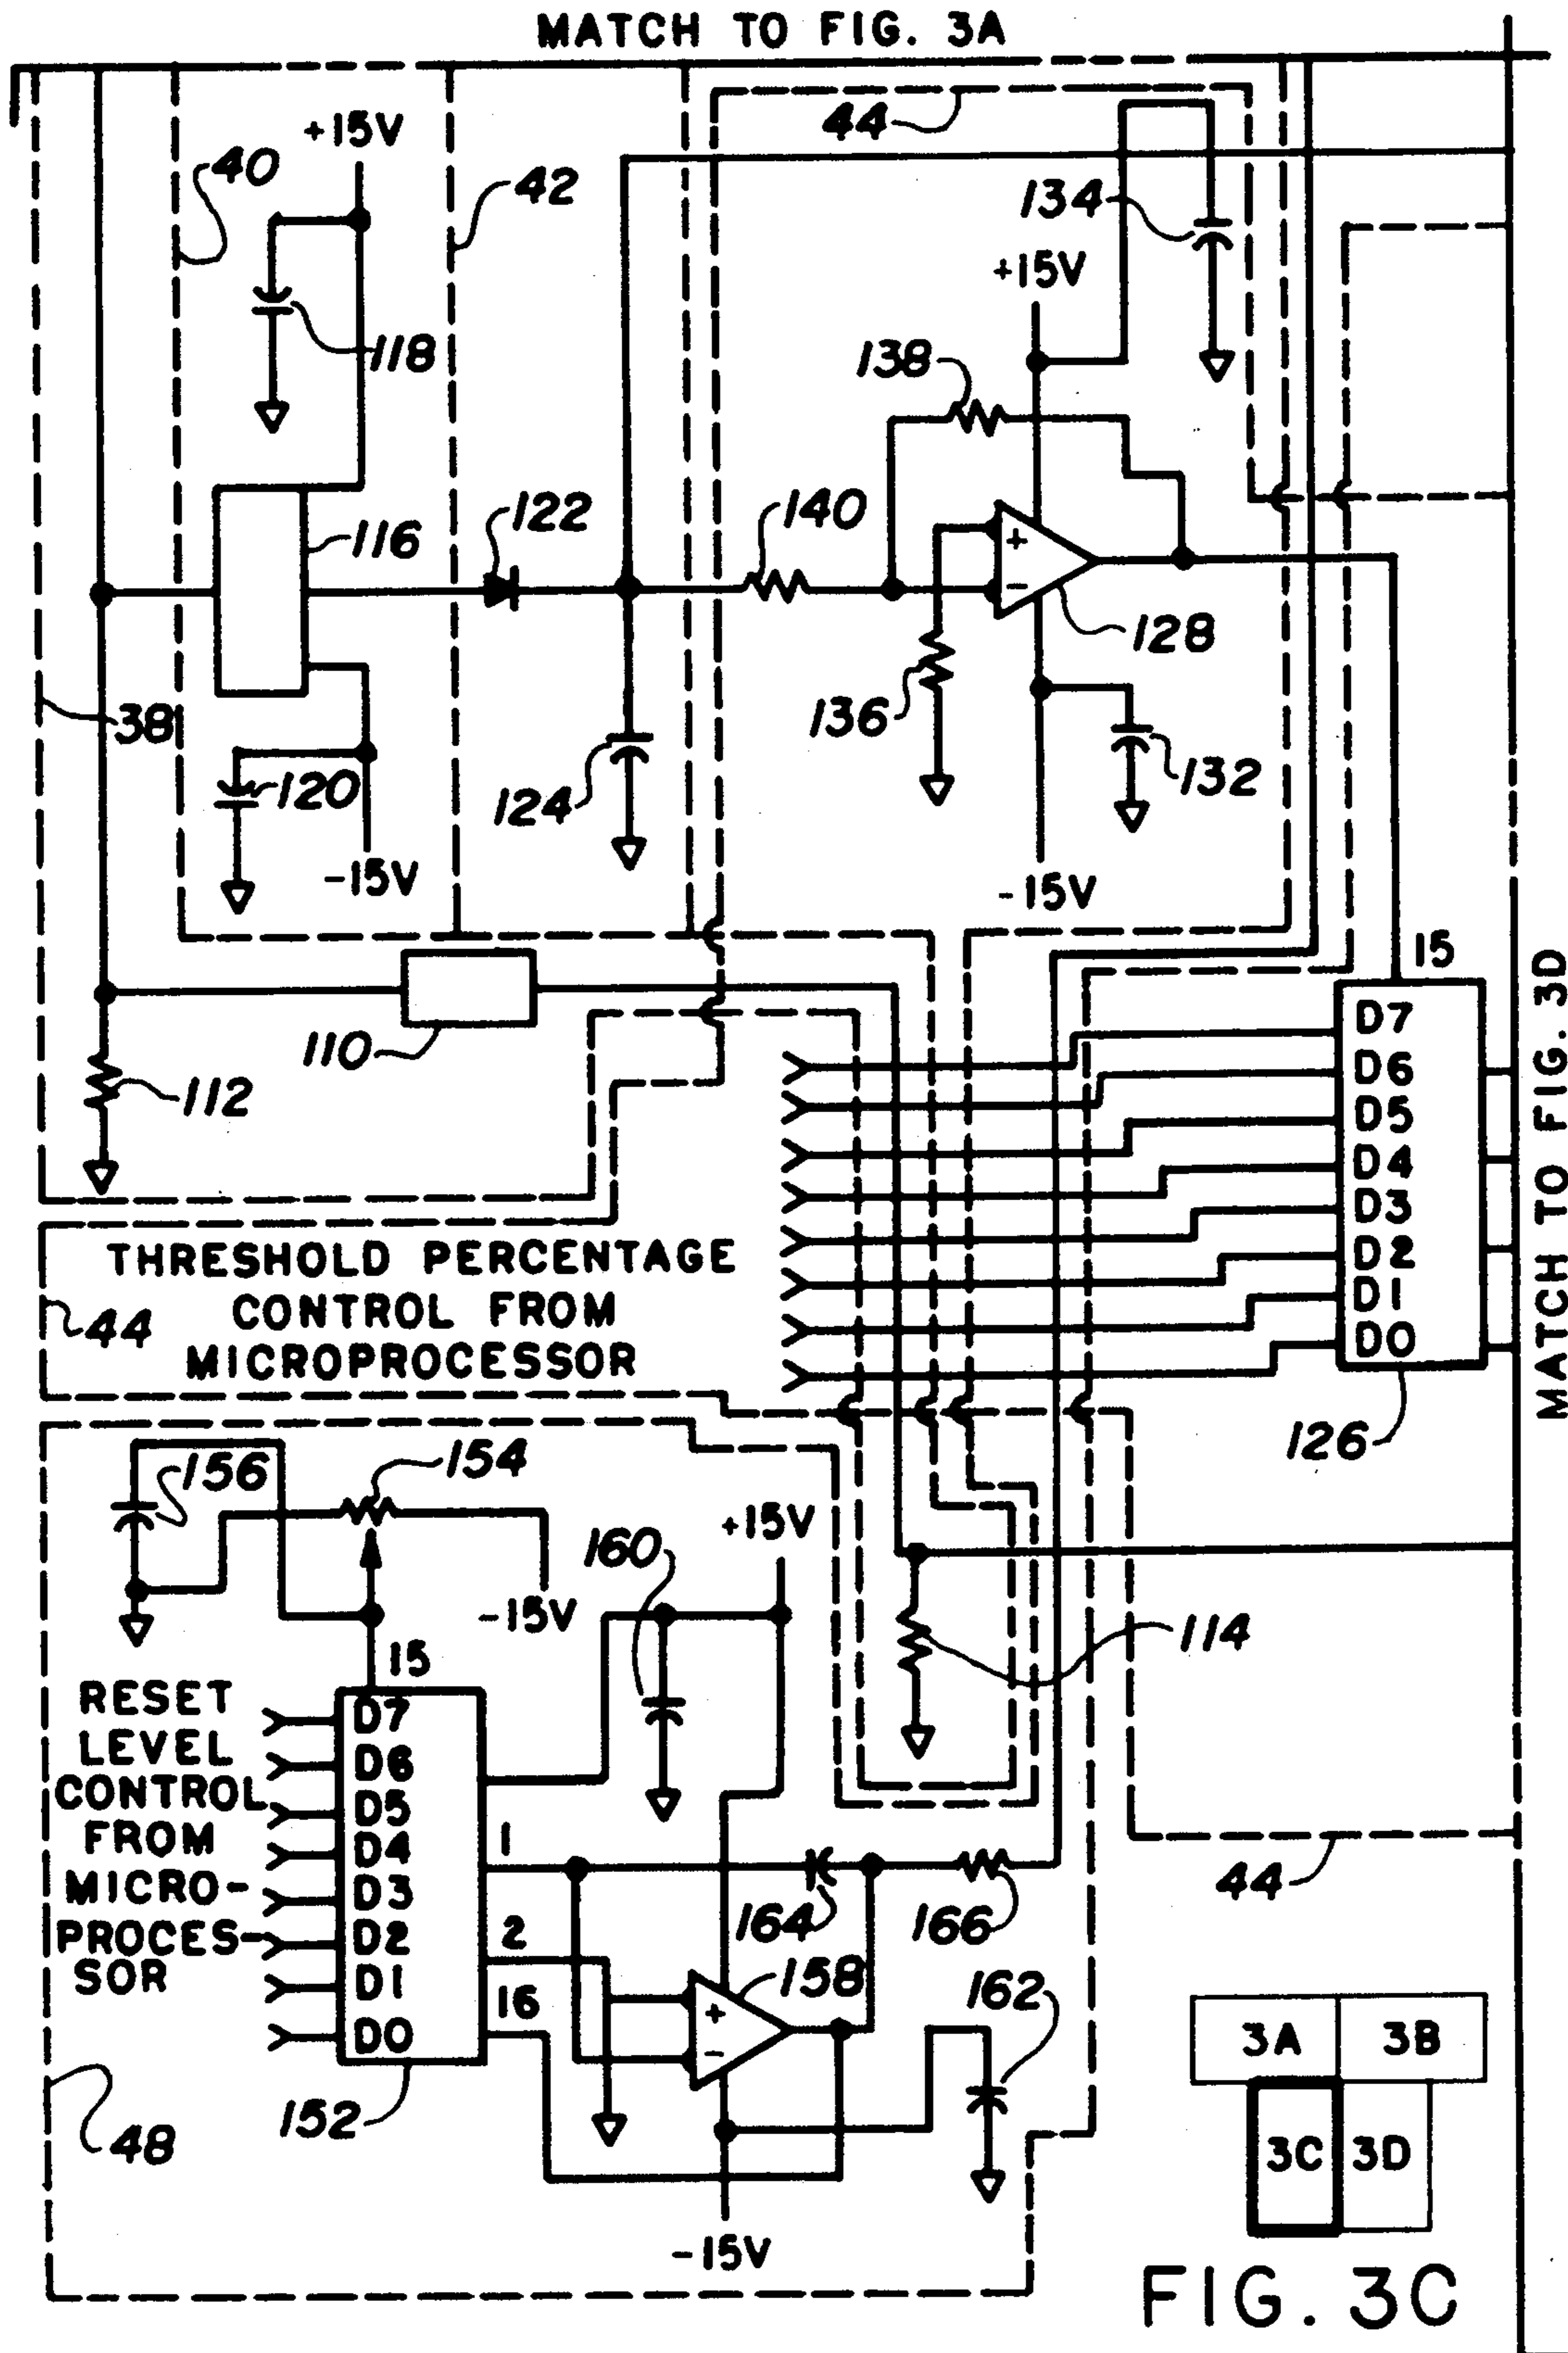 MATCH TO FIG. 3A
44
+15V
40
42
134
+15V
118
138
122
140
116
128
136
38
132
120
124
-15V
-15V
15
110
D7
D6
112
D5
D4
D3
D2
D1
D0
MATCH TO FIG. 3D
THRESHOLD PERCENTAGE
CONTROL FROM
MICROPROCESSOR
44
126
156
154
+15V
160
-15V
114
15
RESET
LEVEL
CONTROL
FROM
MICRO-
PROCES-
SOR
D7
D6
D5
D4
D3
D2
D1
D0
1
2
16
164
166
44
158
162
3A
3B
3C
3D
152
48
-15V
FIG. 3C